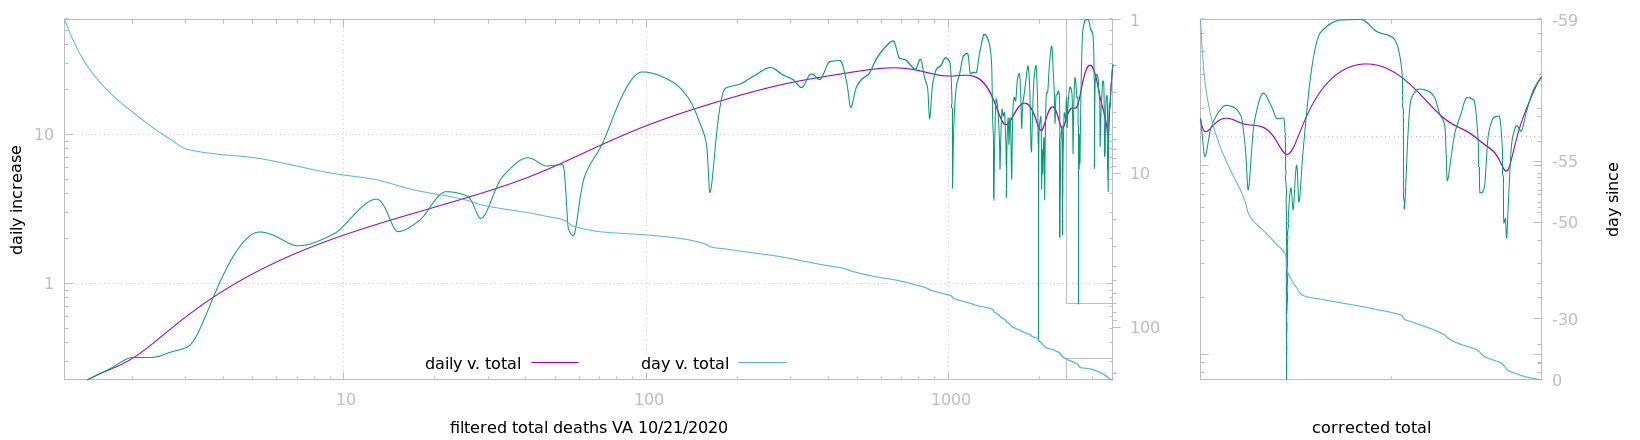 daily increase
10
1
10
100
1000
1
10
100
daily v. total
day v. total
filtered total deaths VA 10/21/2020
-59
-55
-50
-30
0
day since
corrected total